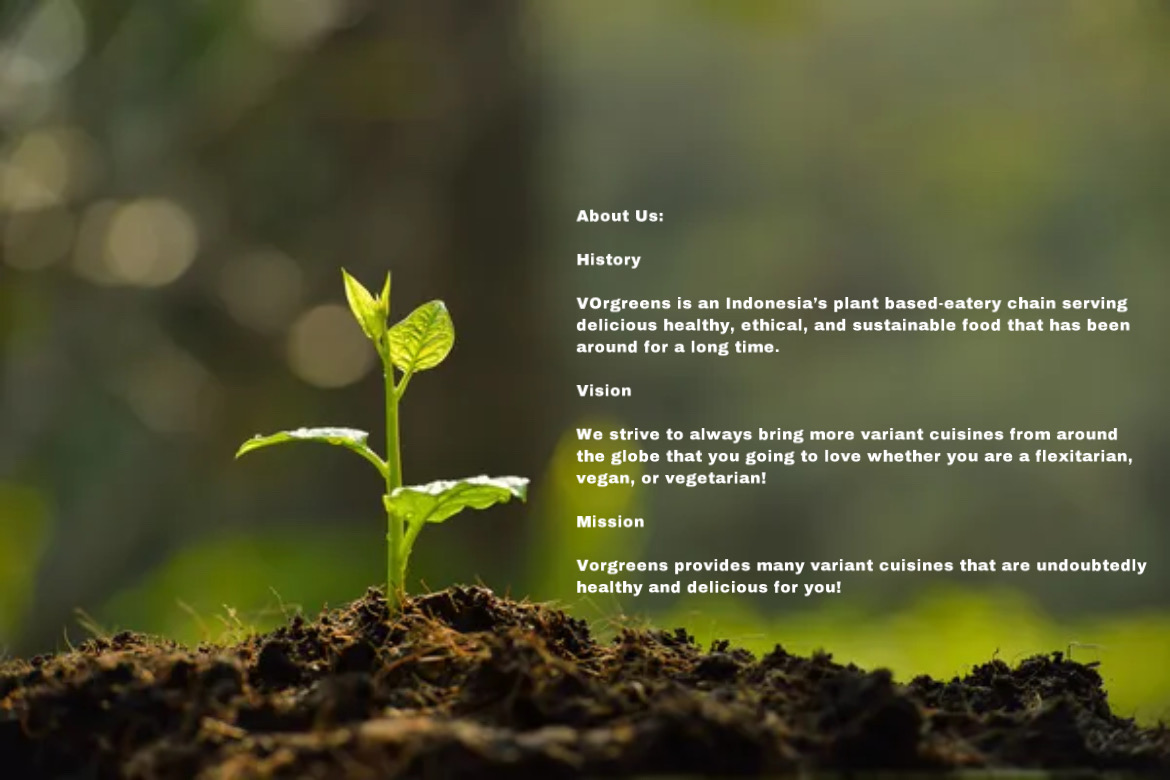 About Us:
History
VOrgreens is an Indonesia's plant based-eatery chain serving
delicious healthy, ethical, and sustainable food that has been
around for a long time.
Vision
We strive to always bring more variant cuisines from around
the globe that you going to love whether you are a flexitarian,
vegan, or vegetarian!
Mission
Vorgreens provides many variant cuisines that are undoubtedly
healthy and delicious for you!